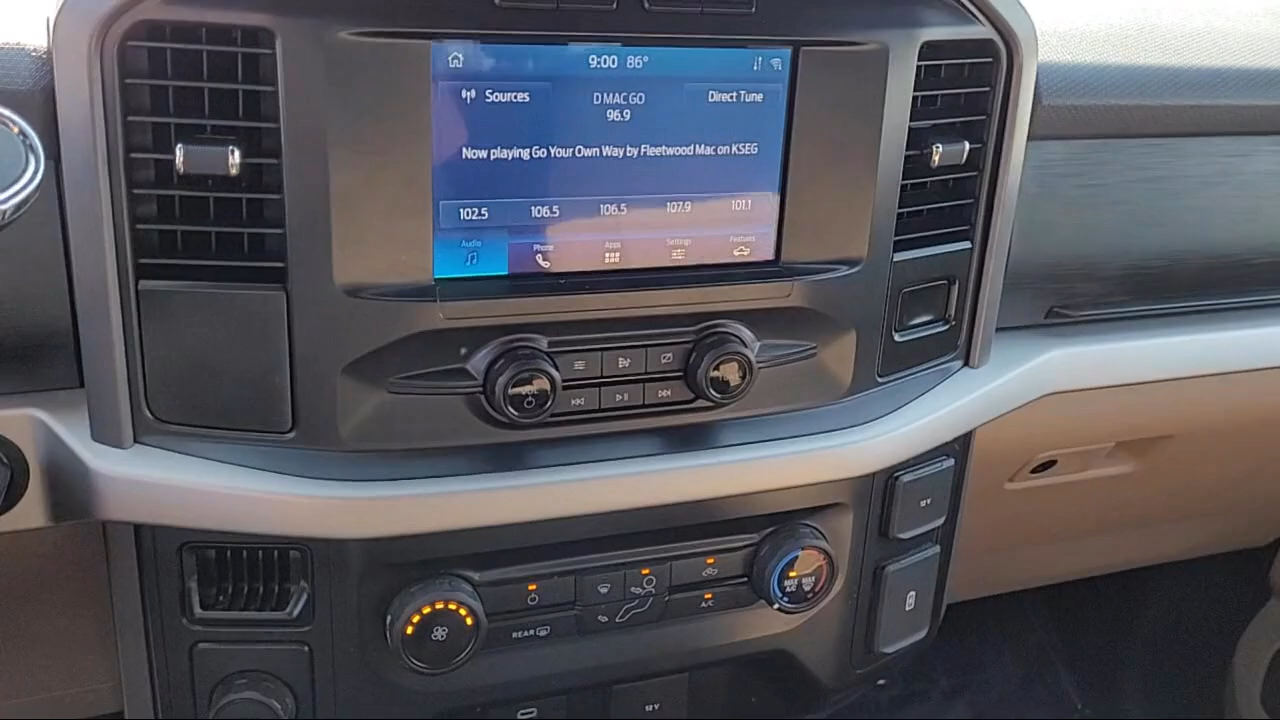 9:00 86°
Sources
D MAC GO
96.9
Direct Tune
Now playing Go Your Own Way by Fleetwood Mac on KSEG
102.5 106.5 106.5 107.9 101.1
Audio Phone Apps Settings Features
VOL
12V
A/C
MAX A/C MAX
REAR
12V